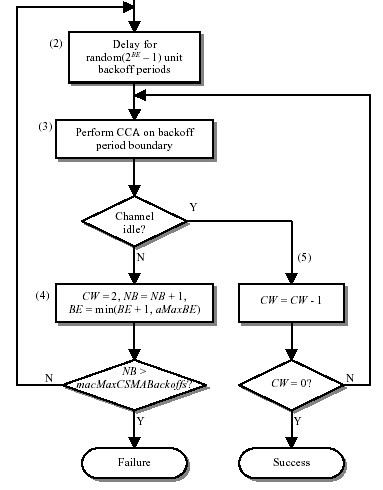 (2)
Delay for
random(2^BE – 1) unit
backoff periods
(3)
Perform CCA on backoff
period boundary
Channel
idle?
Y
N
(5)
(4)
CW = 2, NB = NB + 1,
BE = min(BE + 1, aMaxBE)
CW = CW - 1
NB >
macMaxCSMABackoffs?
N
CW = 0?
N
Y
Y
Failure
Success